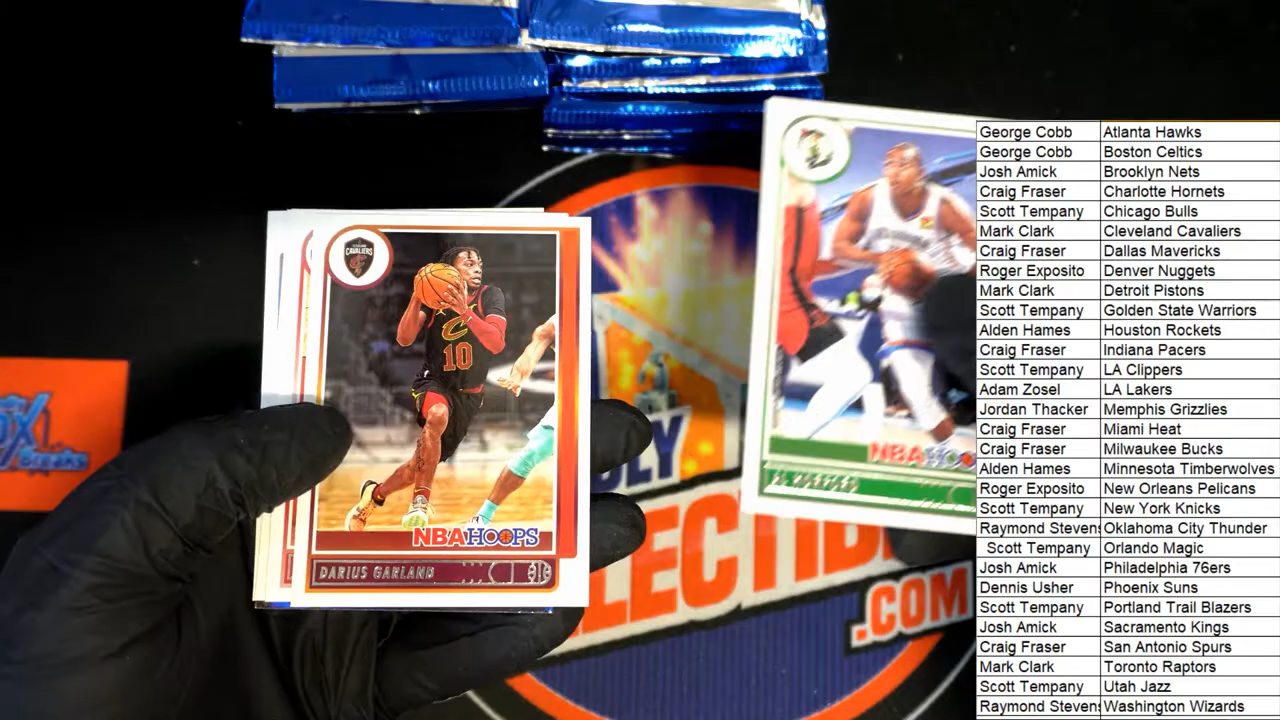 CAVALIERS
10
NBA HOOPS
DARIUS GARLAND
NBA HOO
.COM
George Cobb Atlanta Hawks
George Cobb Boston Celtics
Josh Amick Brooklyn Nets
Craig Fraser Charlotte Hornets
Scott Tempany Chicago Bulls
Mark Clark Cleveland Cavaliers
Craig Fraser Dallas Mavericks
Roger Exposito Denver Nuggets
Mark Clark Detroit Pistons
Scott Tempany Golden State Warriors
Alden Hames Houston Rockets
Craig Fraser Indiana Pacers
Scott Tempany LA Clippers
Adam Zosel LA Lakers
Jordan Thacker Memphis Grizzlies
Craig Fraser Miami Heat
Craig Fraser Milwaukee Bucks
Alden Hames Minnesota Timberwolves
Roger Exposito New Orleans Pelicans
Scott Tempany New York Knicks
Raymond Stevens Oklahoma City Thunder
Scott Tempany Orlando Magic
Josh Amick Philadelphia 76ers
Dennis Usher Phoenix Suns
Scott Tempany Portland Trail Blazers
Josh Amick Sacramento Kings
Craig Fraser San Antonio Spurs
Mark Clark Toronto Raptors
Scott Tempany Utah Jazz
Raymond Stevens Washington Wizards